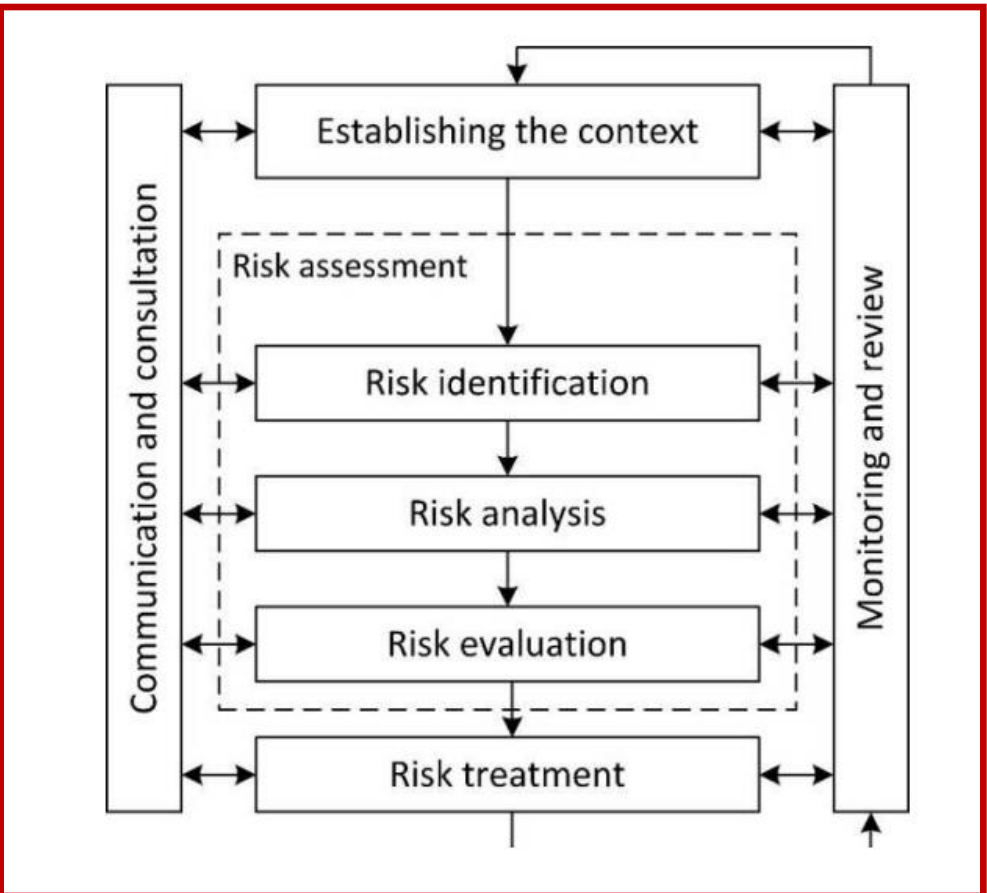 Establishing the context
Communication and consultation
Risk assessment
Monitoring and review
Risk identification
Risk analysis
Risk evaluation
Risk treatment